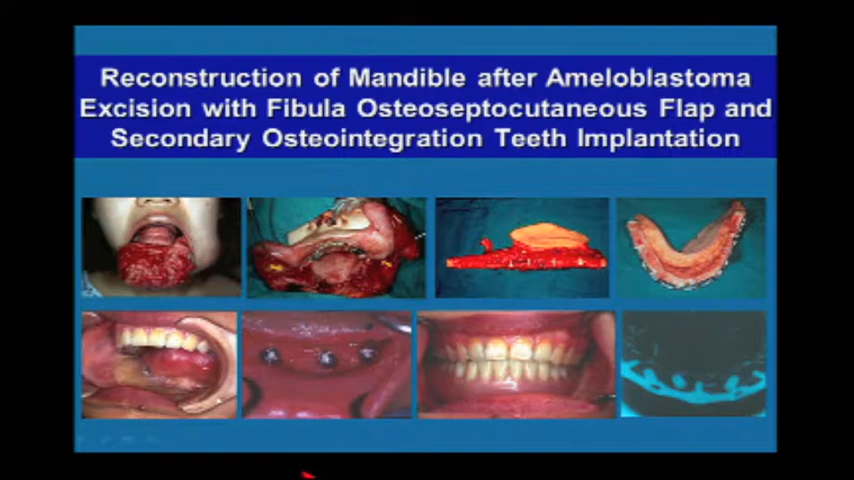 Reconstruction of Mandible after Ameloblastoma
Excision with Fibula Osteoseptocutaneous Flap and
Secondary Osteointegration Teeth Implantation